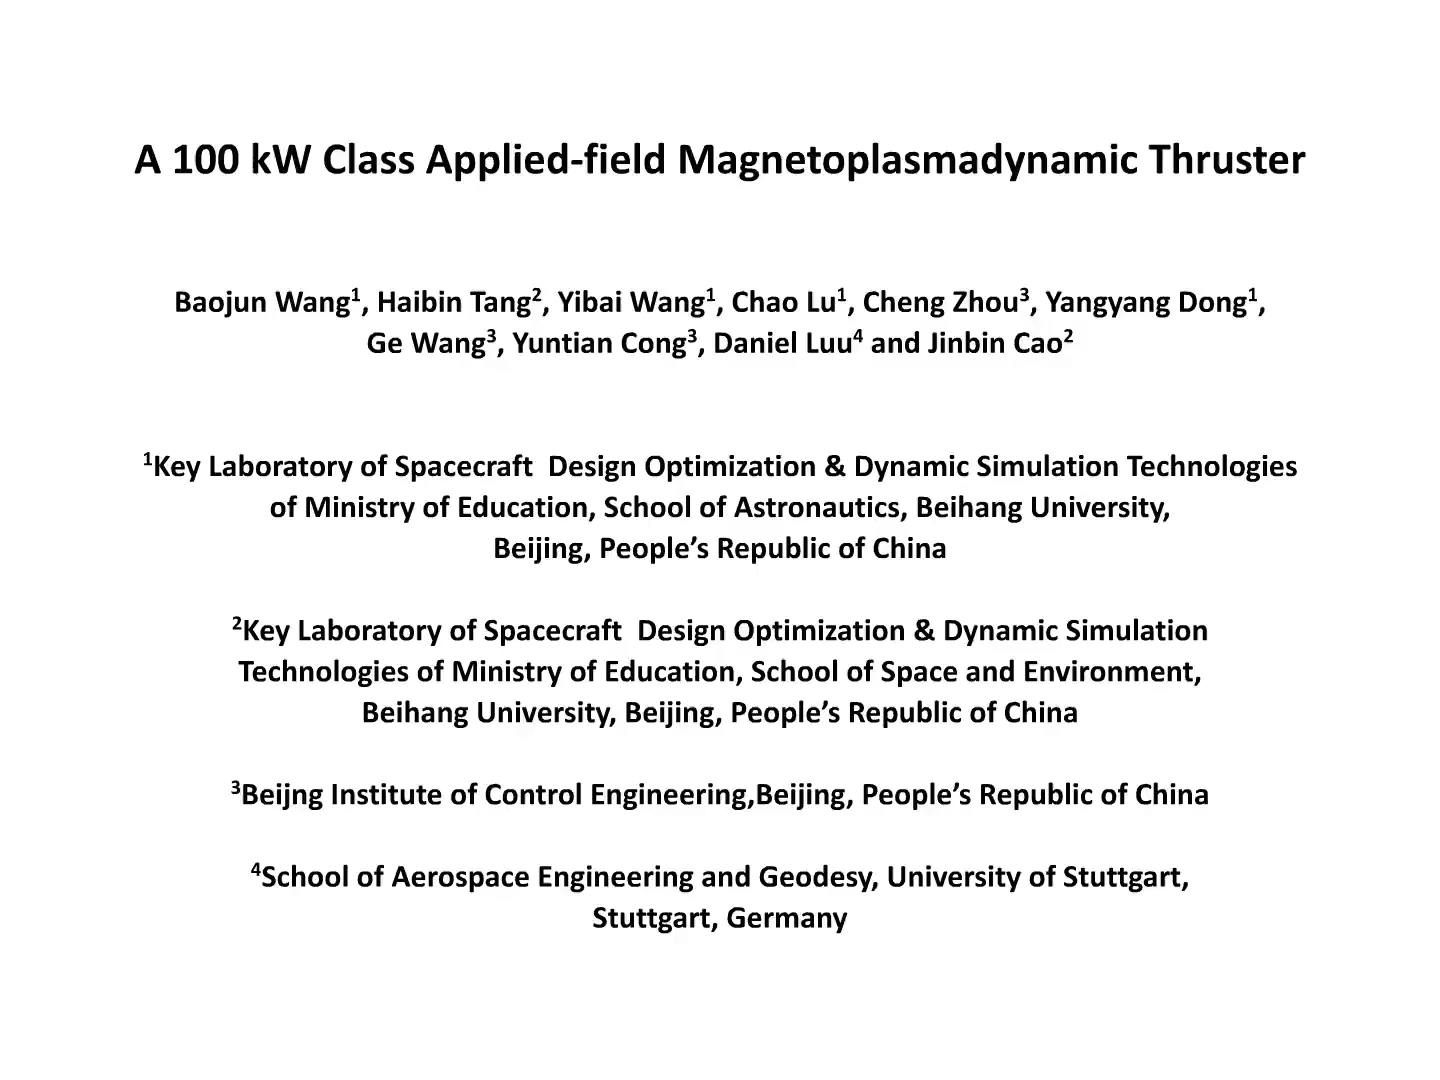 A 100 kW Class Applied-field Magnetoplasmadynamic Thruster
Baojun Wang¹, Haibin Tang², Yibai Wang¹, Chao Lu¹, Cheng Zhou³, Yangyang Dong¹,
Ge Wang³, Yuntian Cong³, Daniel Luu⁴ and Jinbin Cao²
¹Key Laboratory of Spacecraft  Design Optimization & Dynamic Simulation Technologies
of Ministry of Education, School of Astronautics, Beihang University,
Beijing, People’s Republic of China
²Key Laboratory of Spacecraft  Design Optimization & Dynamic Simulation
Technologies of Ministry of Education, School of Space and Environment,
Beihang University, Beijing, People’s Republic of China
³Beijng Institute of Control Engineering,Beijing, People’s Republic of China
⁴School of Aerospace Engineering and Geodesy, University of Stuttgart,
Stuttgart, Germany